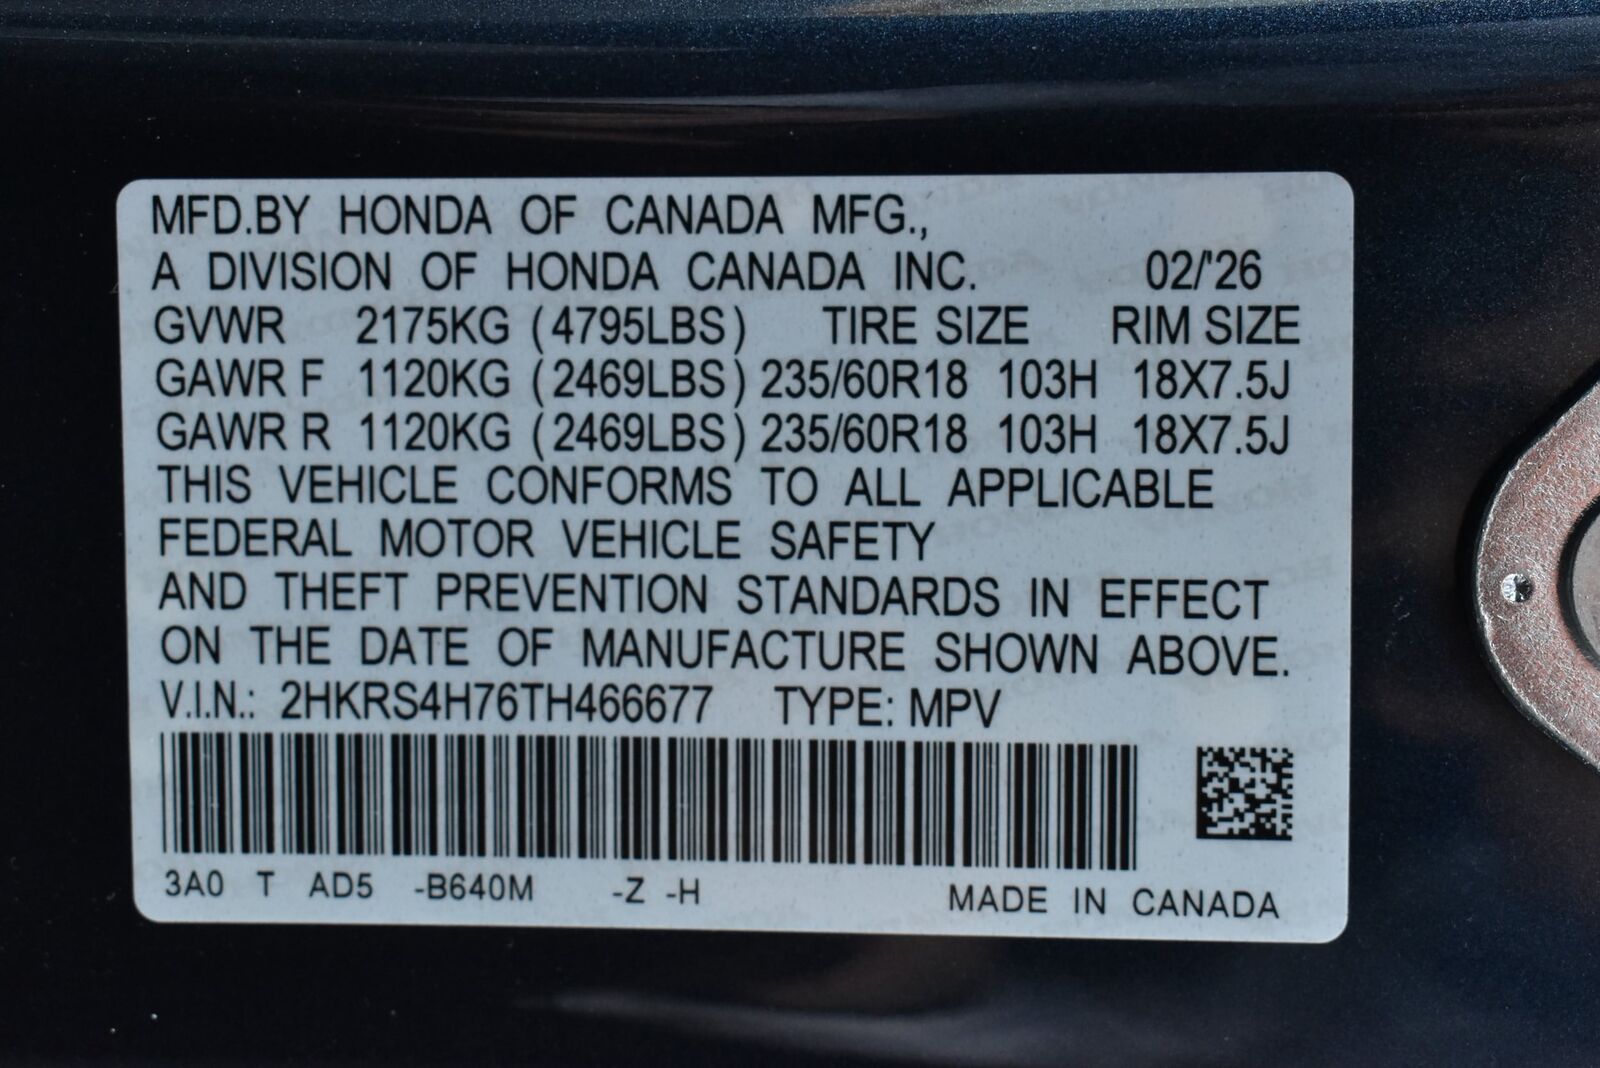 MFD.BY HONDA OF CANADA MFG.,
A DIVISION OF HONDA CANADA INC. 02/'26
GVWR 2175KG (4795LBS) TIRE SIZE RIM SIZE
GAWR F 1120KG (2469LBS) 235/60R18 103H 18X7.5J
GAWR R 1120KG (2469LBS) 235/60R18 103H 18X7.5J
THIS VEHICLE CONFORMS TO ALL APPLICABLE
FEDERAL MOTOR VEHICLE SAFETY
AND THEFT PREVENTION STANDARDS IN EFFECT
ON THE DATE OF MANUFACTURE SHOWN ABOVE.
V.I.N.: 2HKRS4H76TH466677 TYPE: MPV
3A0 T AD5 -B640M -Z -H MADE IN CANADA